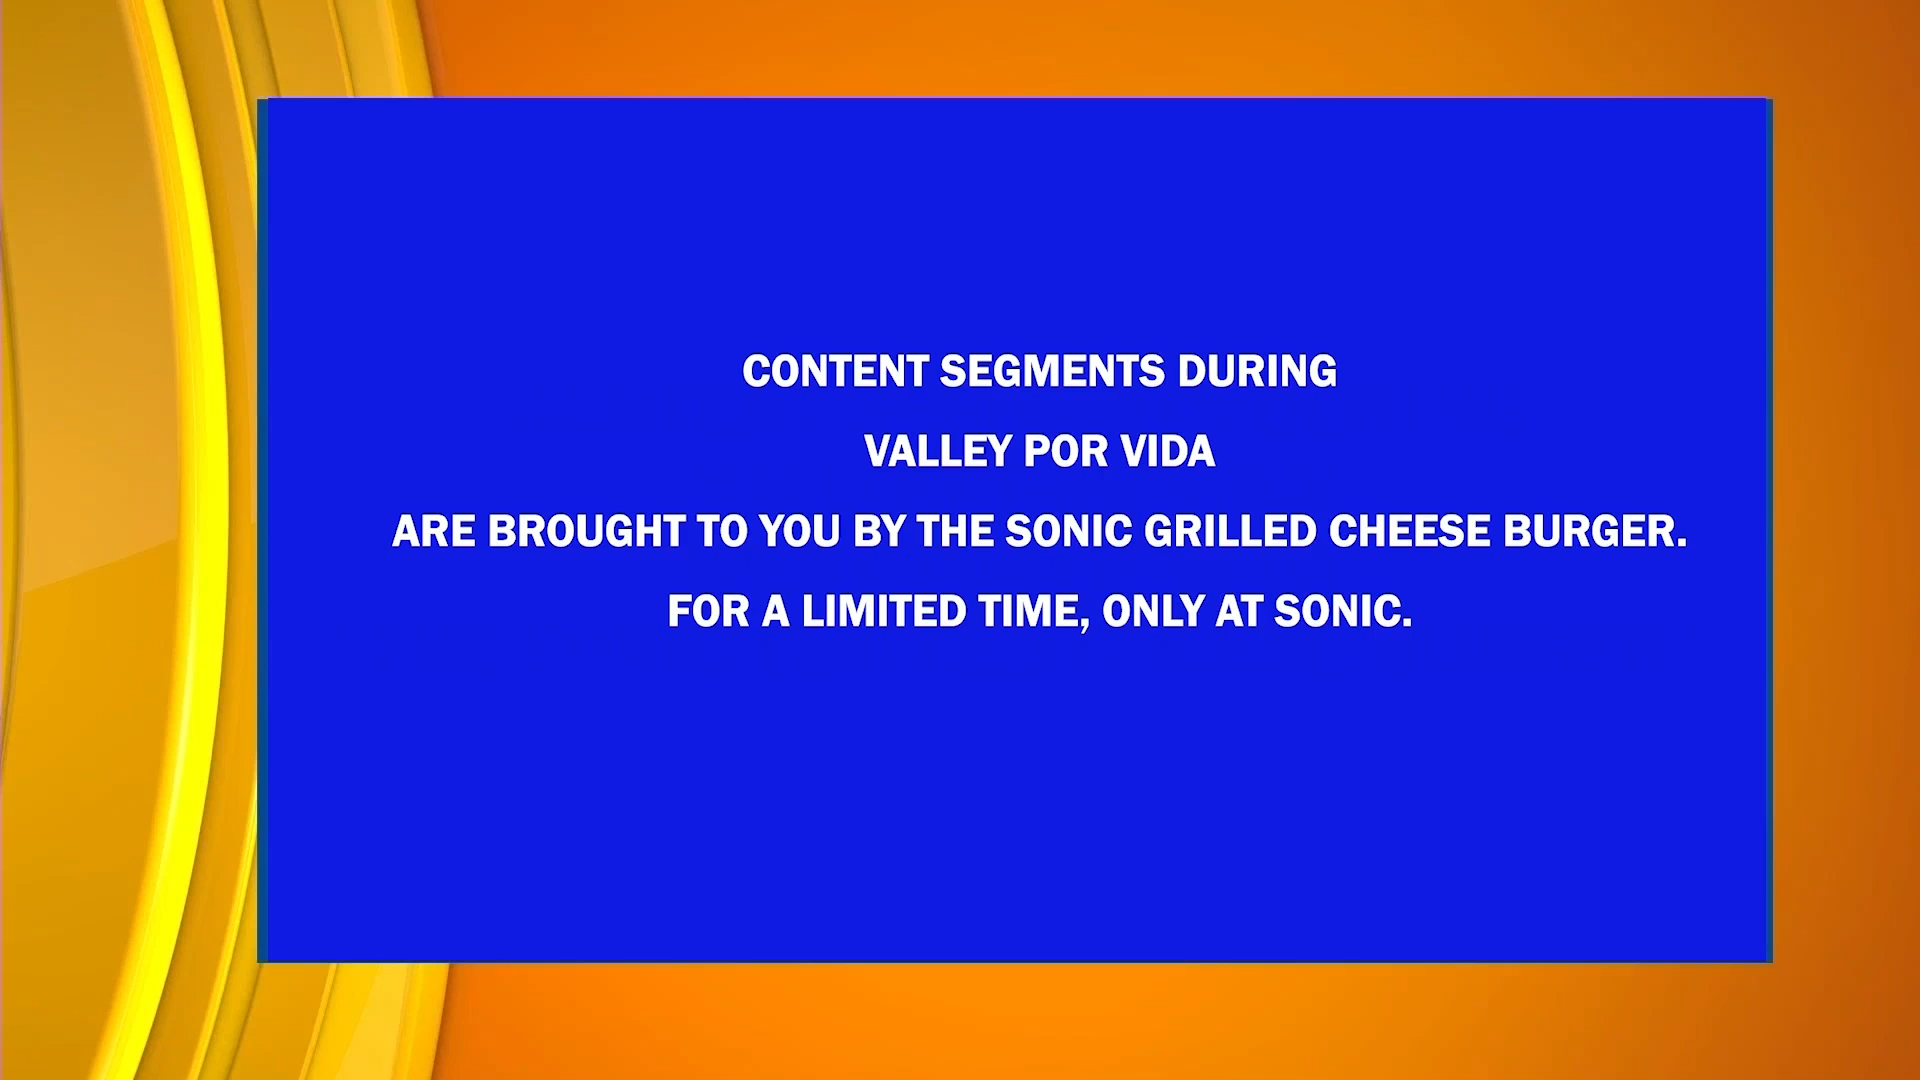 CONTENT SEGMENTS DURING
VALLEY POR VIDA
ARE BROUGHT TO YOU BY THE SONIC GRILLED CHEESE BURGER.
FOR A LIMITED TIME, ONLY AT SONIC.